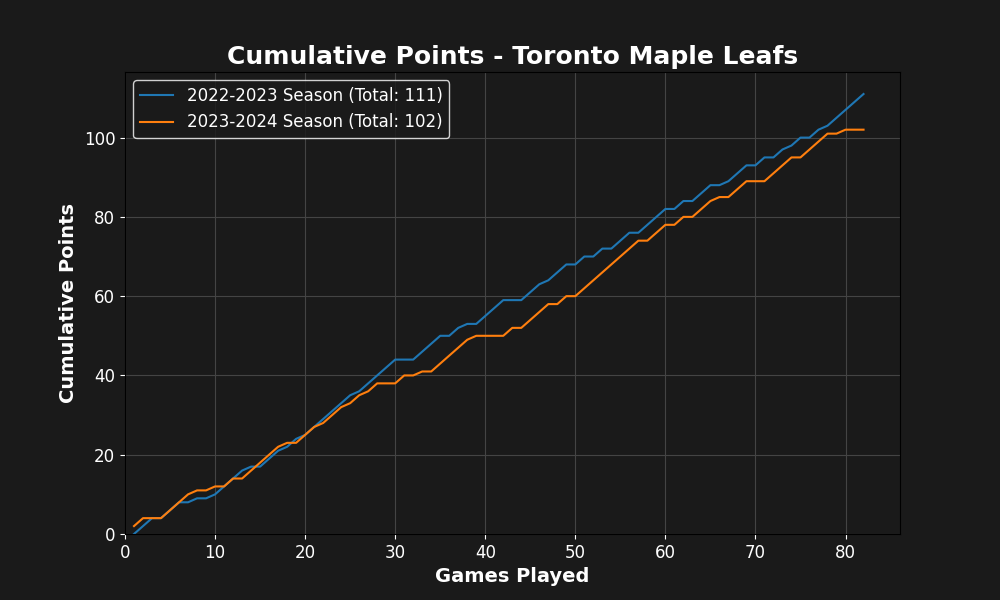 Cumulative Points - Toronto Maple Leafs
2022-2023 Season (Total: 111)
2023-2024 Season (Total: 102)
Cumulative Points
100
80
60
40
20
0
0 10 20 30 40 50 60 70 80
Games Played